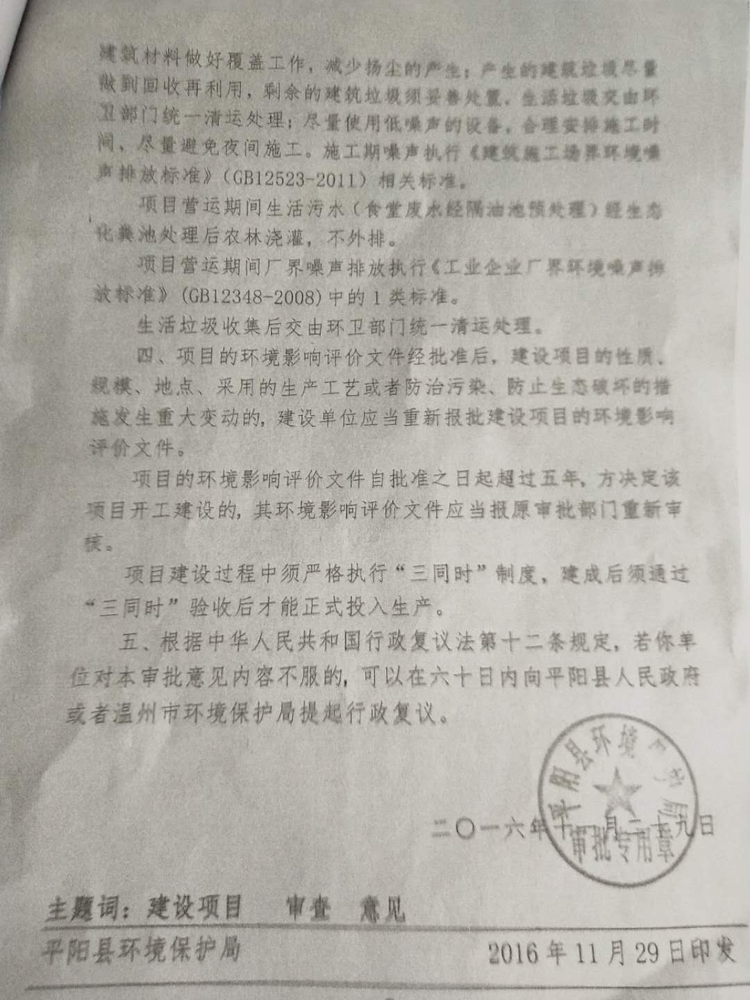 建筑材料做好覆盖工作，减少扬尘的产生；产生的建筑垃圾尽量
做到回收再利用，剩余的建筑垃圾须妥善处置，生活垃圾交由环
卫部门统一清运处理；尽量使用低噪声的设备，合理安排施工时
间、尽量避免夜间施工。施工期噪声执行《建筑施工场界环境噪
声排放标准》（GB12523-2011）相关标准。
项目营运期间生活污水（食堂废水经隔油池预处理）经生态
化粪池处理后农林浇灌，不外排。
项目营运期间厂界噪声排放执行《工业企业厂界环境噪声排
放标准》(GB12348-2008)中的1类标准。
生活垃圾收集后交由环卫部门统一清运处理。
四、项目的环境影响评价文件经批准后，建设项目的性质、
规模、地点、采用的生产工艺或者防治污染、防止生态破坏的措
施发生重大变动的，建设单位应当重新报批建设项目的环境影响
评价文件。
项目的环境影响评价文件自批准之日起超过五年，方决定该
项目开工建设的，其环境影响评价文件应当报原审批部门重新审
核。
项目建设过程中须严格执行“三同时”制度，建成后须通过
“三同时”验收后才能正式投入生产。
五、根据中华人民共和国行政复议法第十二条规定，若你单
位对本审批意见内容不服的，可以在六十日内向平阳县人民政府
或者温州市环境保护局提起行政复议。
平阳县环境保护局
二〇一六年十一月二十九日
审批专用章
主题词：建设项目 审查 意见
平阳县环境保护局 2016年11月29日印发